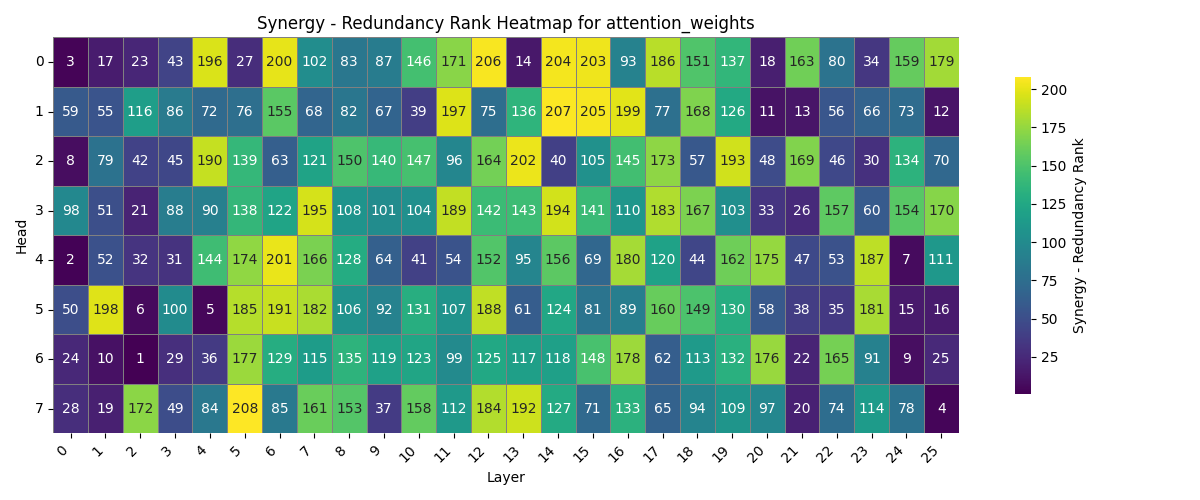 Synergy - Redundancy Rank Heatmap for attention_weights
Head
0 3 17 23 43 196 27 200 102 83 87 146 171 206 14 204 203 93 186 151 137 18 163 80 34 159 179
1 59 55 116 86 72 76 155 68 82 67 39 197 75 136 207 205 199 77 168 126 11 13 56 66 73 12
2 8 79 42 45 190 139 63 121 150 140 147 96 164 202 40 105 145 173 57 193 48 169 46 30 134 70
3 98 51 21 88 90 138 122 195 108 101 104 189 142 143 194 141 110 183 167 103 33 26 157 60 154 170
4 2 52 32 31 144 174 201 166 128 64 41 54 152 95 156 69 180 120 44 162 175 47 53 187 7 111
5 50 198 6 100 5 185 191 182 106 92 131 107 188 61 124 81 89 160 149 130 58 38 35 181 15 16
6 24 10 1 29 36 177 129 115 135 119 123 99 125 117 118 148 178 62 113 132 176 22 165 91 9 25
7 28 19 172 49 84 208 85 161 153 37 158 112 184 192 127 71 133 65 94 109 97 20 74 114 78 4
0 1 2 3 4 5 6 7 8 9 10 11 12 13 14 15 16 17 18 19 20 21 22 23 24 25
Layer
200
175
150
125
100
75
50
25
Synergy - Redundancy Rank